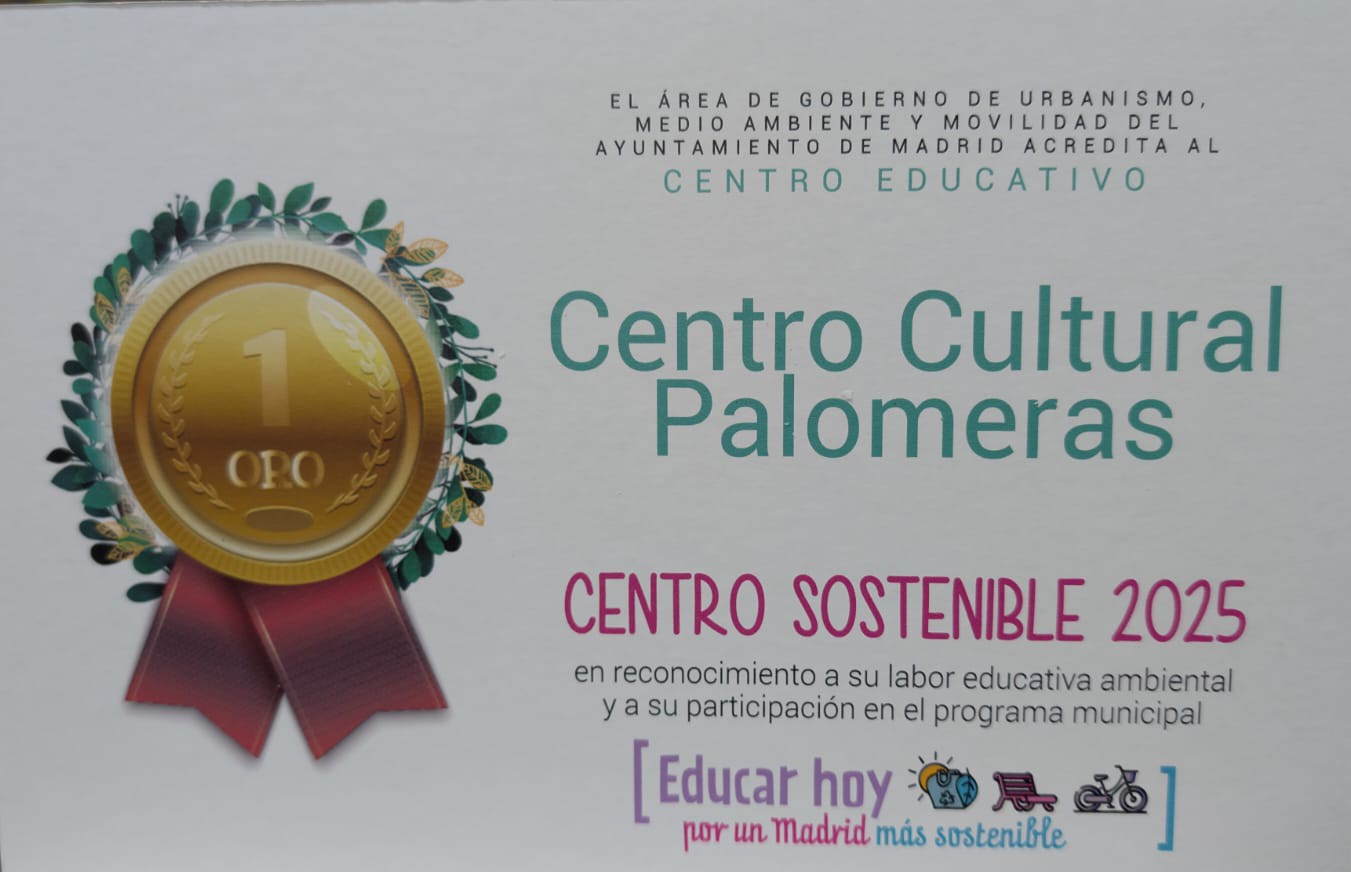 EL ÁREA DE GOBIERNO DE URBANISMO,
MEDIO AMBIENTE Y MOVILIDAD DEL
AYUNTAMIENTO DE MADRID ACREDITA AL
CENTRO EDUCATIVO
Centro Cultural
Palomeras
1
ORO
CENTRO SOSTENIBLE 2025
en reconocimiento a su labor educativa ambiental
y a su participación en el programa municipal
[Educar hoy ]
por un Madrid más sostenible